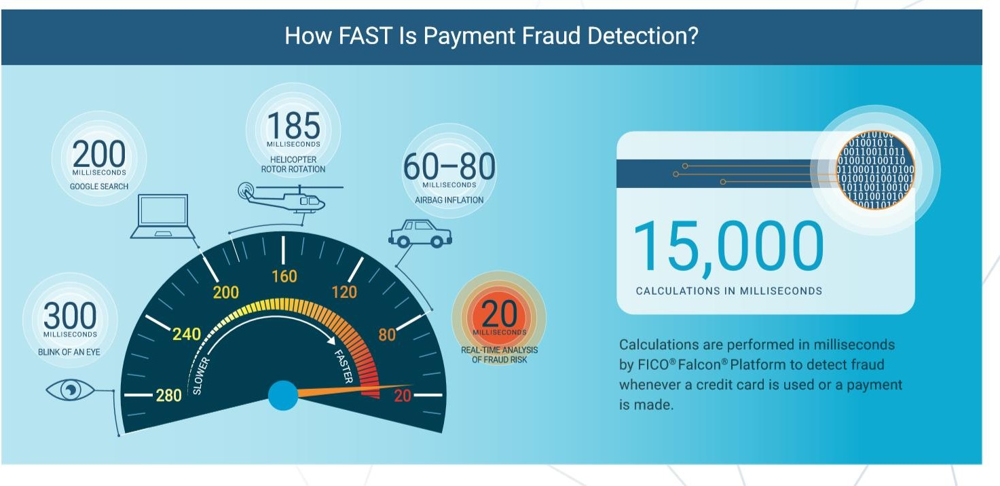 How FAST Is Payment Fraud Detection?
200
MILLISECONDS
GOOGLE SEARCH
185
MILLISECONDS
HELICOPTER
ROTOR ROTATION
60–80
MILLISECONDS
AIRBAG INFLATION
300
MILLISECONDS
BLINK OF AN EYE
20
MILLISECONDS
REAL-TIME ANALYSIS
OF FRAUD RISK
280
240
200
160
120
80
20
SLOWER
FASTER
15,000
CALCULATIONS IN MILLISECONDS
Calculations are performed in milliseconds
by FICO® Falcon® Platform to detect fraud
whenever a credit card is used or a payment
is made.